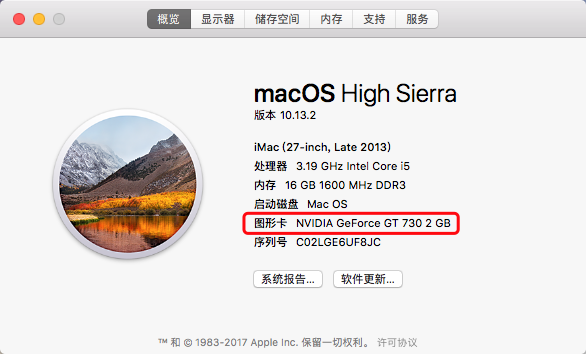 概览 显示器 储存空间 内存 支持 服务
macOS High Sierra
版本 10.13.2
iMac (27-inch, Late 2013)
处理器 3.19 GHz Intel Core i5
内存 16 GB 1600 MHz DDR3
启动磁盘 Mac OS
图形卡 NVIDIA GeForce GT 730 2 GB
序列号 C02LGE6UF8JC
系统报告... 软件更新...
™ 和 © 1983-2017 Apple Inc. 保留一切权利。 许可协议